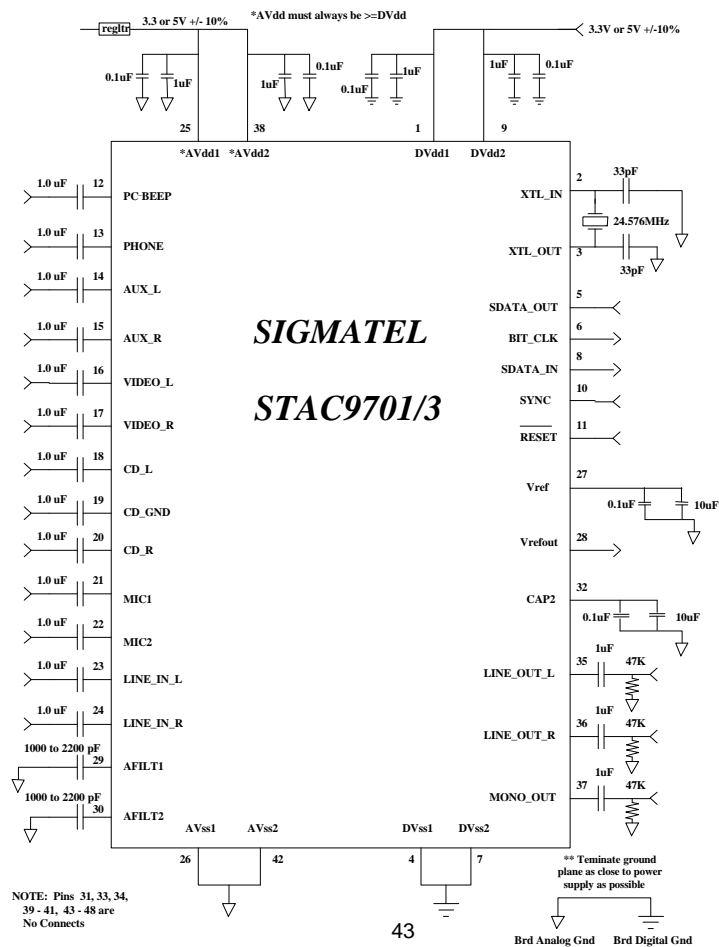 3.3 or 5V +/- 10%
*AVdd must always be >=DVdd
regltr
3.3V or 5V +/-10%
0.1uF
1uF
1uF
0.1uF
0.1uF
1uF
1uF
0.1uF
25
38
1
9
*AVdd1
*AVdd2
DVdd1
DVdd2
1.0 uF
12
PC-BEEP
1.0 uF
13
PHONE
1.0 uF
14
AUX_L
1.0 uF
15
AUX_R
1.0 uF
16
VIDEO_L
1.0 uF
17
VIDEO_R
1.0 uF
18
CD_L
1.0 uF
19
CD_GND
1.0 uF
20
CD_R
1.0 uF
21
MIC1
1.0 uF
22
MIC2
1.0 uF
23
LINE_IN_L
1.0 uF
24
LINE_IN_R
1000 to 2200 pF
29
AFILT1
1000 to 2200 pF
30
AFILT2
SIGMATEL
STAC9701/3
2
33pF
XTL_IN
24.576MHz
XTL_OUT
3
33pF
5
SDATA_OUT
6
BIT_CLK
8
SDATA_IN
10
SYNC
11
RESET
27
Vref
0.1uF
10uF
28
Vrefout
32
CAP2
0.1uF
10uF
1uF
35
47K
LINE_OUT_L
1uF
36
47K
LINE_OUT_R
1uF
37
47K
MONO_OUT
AVss1
AVss2
DVss1
DVss2
26
42
4
7
** Teminate ground
plane as close to power
supply as possible
NOTE: Pins 31, 33, 34,
39 - 41, 43 - 48 are
No Connects
43
Brd Analog Gnd
Brd Digital Gnd